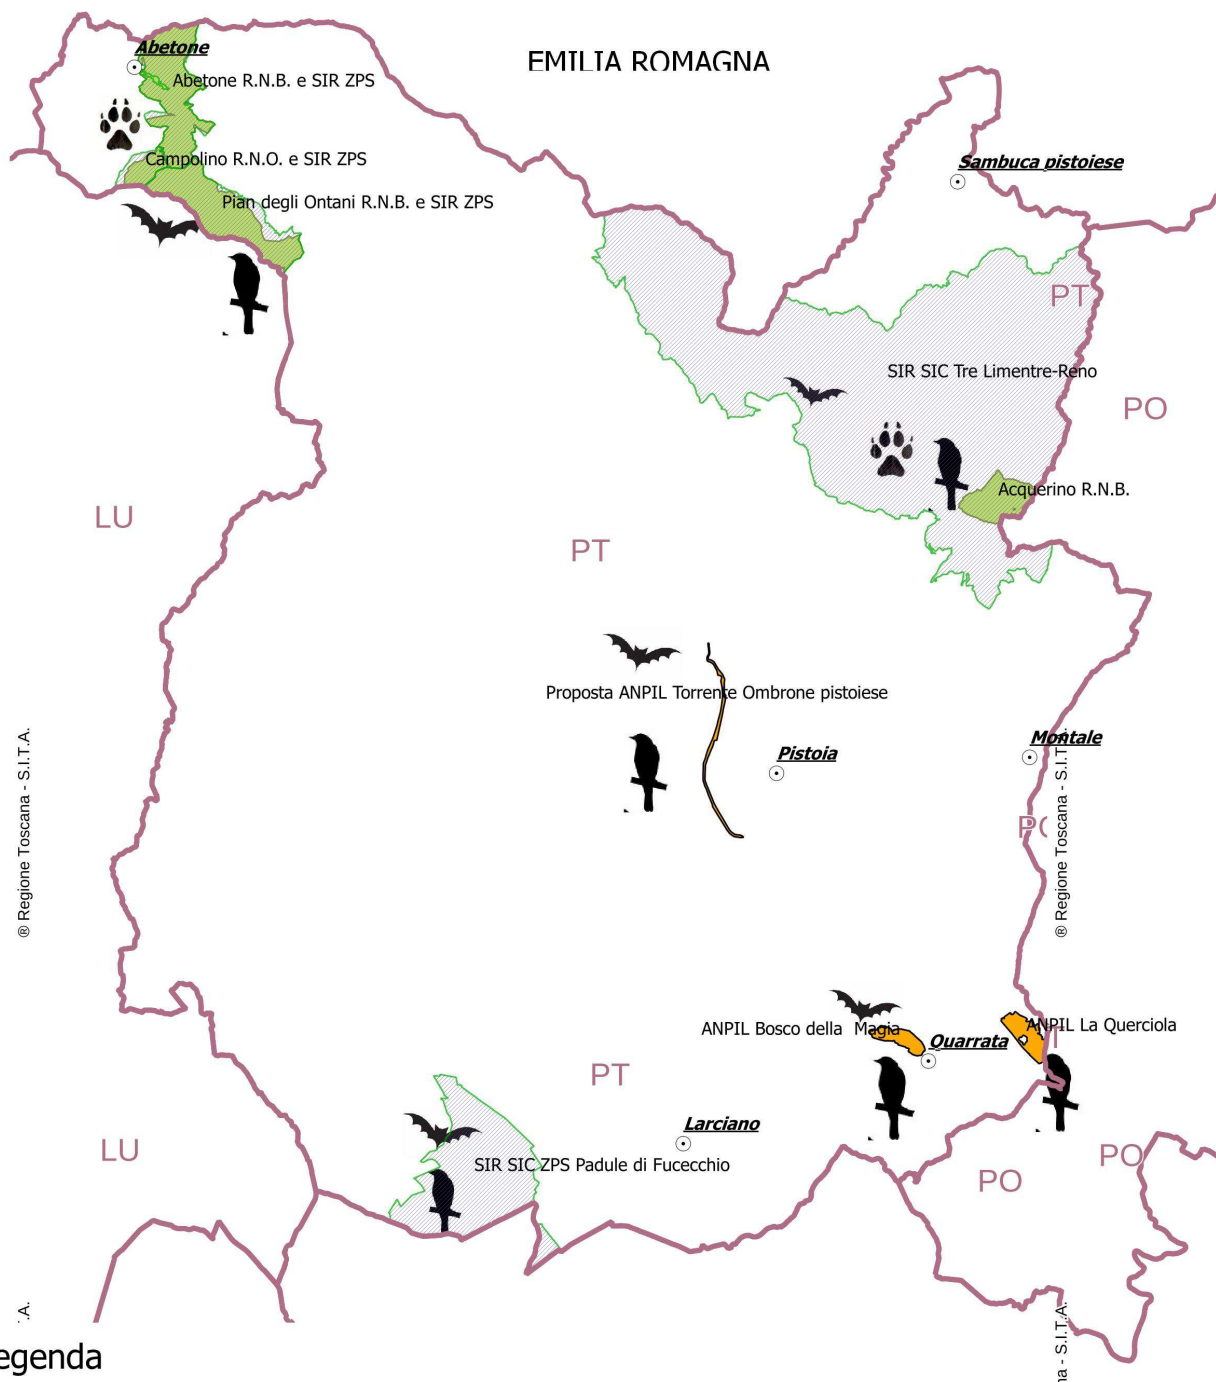 EMILIA ROMAGNA
Abetone
Abetone R.N.B. e SIR ZPS
Campolino R.N.O. e SIR ZPS
Sambuca pistoiese
Pian degli Ontani R.N.B. e SIR ZPS
PT
SIR SIC Tre Limentre-Reno
PO
Acquerino R.N.B.
LU
PT
Proposta ANPIL Torrente Ombrone pistoiese
Pistoia
Montale
® Regione Toscana - S.I.T.A.
® Regione Toscana - S.I.T.A.
PO
ANPIL Bosco della Magia
ANPIL La Querciola
Quarrata
PT
Larciano
LU
SIR SIC ZPS Padule di Fucecchio
PO
PO
.A.
na - S.I.T.A.
egenda